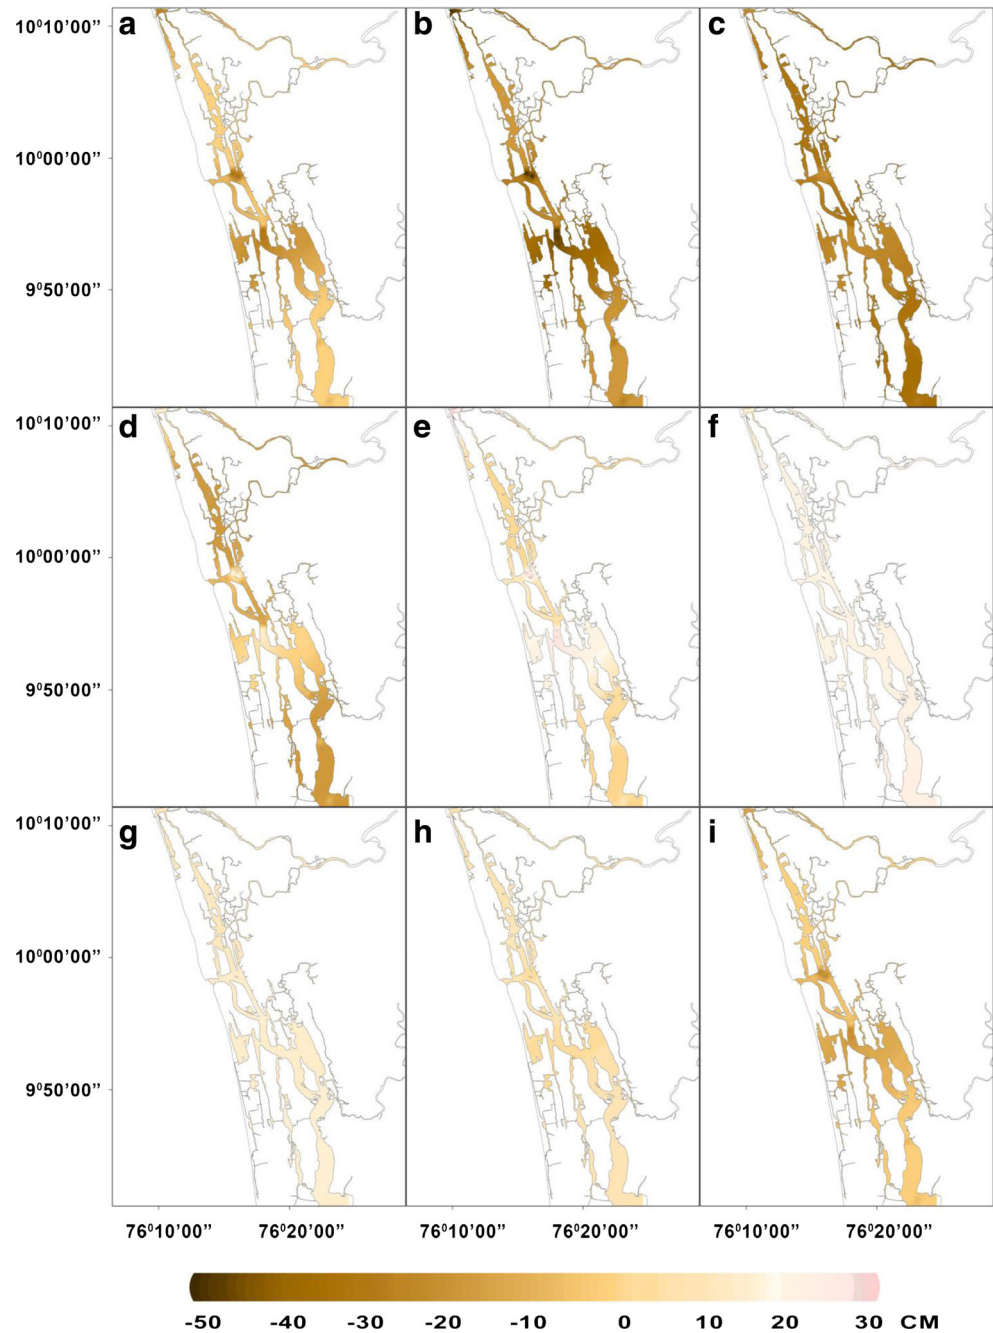 10⁰10'00” a b c
10⁰00'00”
9⁰50'00”
10⁰10'00” d e f
10⁰00'00”
9⁰50'00”
10⁰10'00” g h i
10⁰00'00”
9⁰50'00”
76⁰10'00” 76⁰20'00” 76⁰10'00” 76⁰20'00” 76⁰10'00” 76⁰20'00”
-50 -40 -30 -20 -10 0 10 20 30 CM